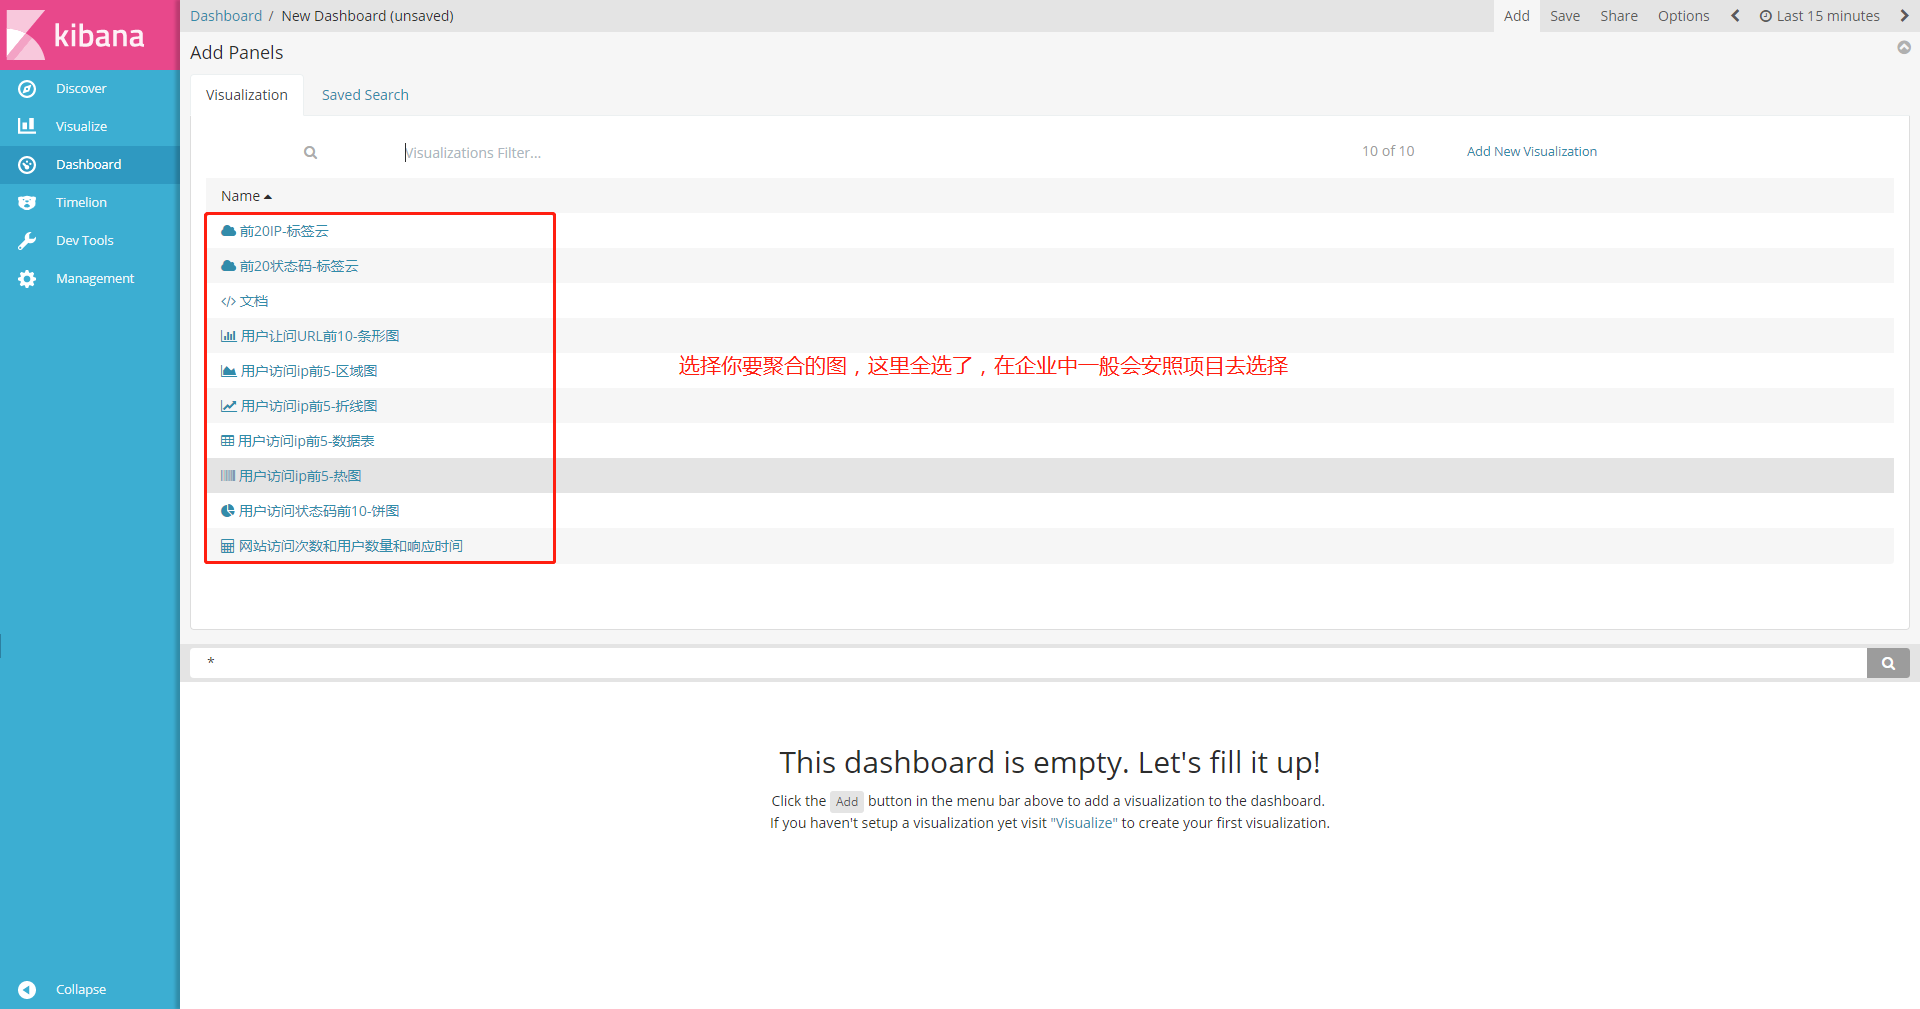 kibana
Dashboard / New Dashboard (unsaved)
Add Save Share Options Last 15 minutes
Discover
Visualize
Dashboard
Timelion
Dev Tools
Management
Collapse
Add Panels
Visualization Saved Search
Visualizations Filter...
10 of 10
Add New Visualization
Name
前20IP-标签云
前20状态码-标签云
</> 文档
用户让问URL前10-条形图
用户访问ip前5-区域图
用户访问ip前5-折线图
用户访问ip前5-数据表
用户访问ip前5-热图
用户访问状态码前10-饼图
网站访问次数和用户数量和响应时间
选择你要聚合的图，这里全选了，在企业中一般会安照项目去选择
*
This dashboard is empty. Let's fill it up!
Click the Add button in the menu bar above to add a visualization to the dashboard.
If you haven't setup a visualization yet visit "Visualize" to create your first visualization.